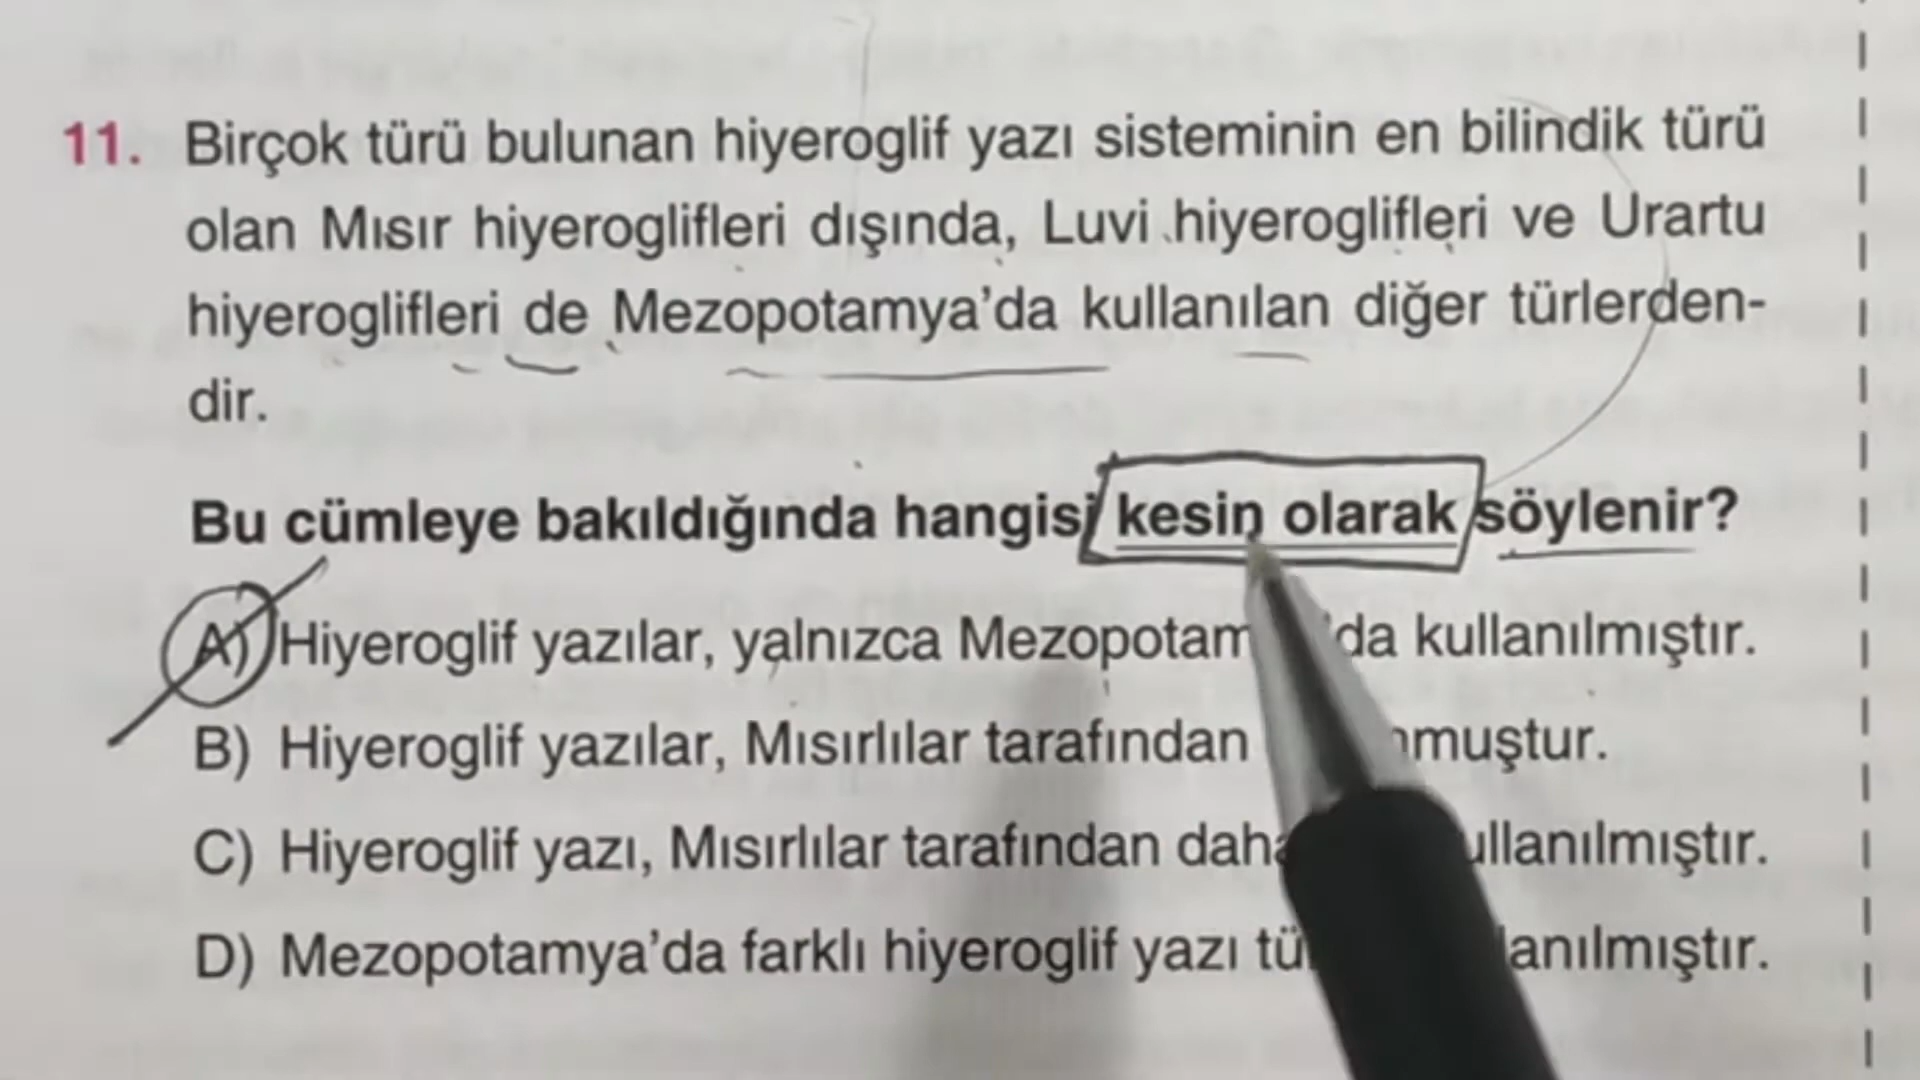 11. Birçok türü bulunan hiyeroglif yazı sisteminin en bilindik türü
olan Mısır hiyeroglifleri dışında, Luvi hiyeroglifleri ve Urartu
hiyeroglifleri de Mezopotamya'da kullanılan diğer türlerden-
dir.
Bu cümleye bakıldığında hangisi kesin olarak söylenir?
A) Hiyeroglif yazılar, yalnızca Mezopotam 'da kullanılmıştır.
B) Hiyeroglif yazılar, Mısırlılar tarafından muştur.
C) Hiyeroglif yazı, Mısırlılar tarafından daha ullanılmıştır.
D) Mezopotamya'da farklı hiyeroglif yazı tü lanılmıştır.